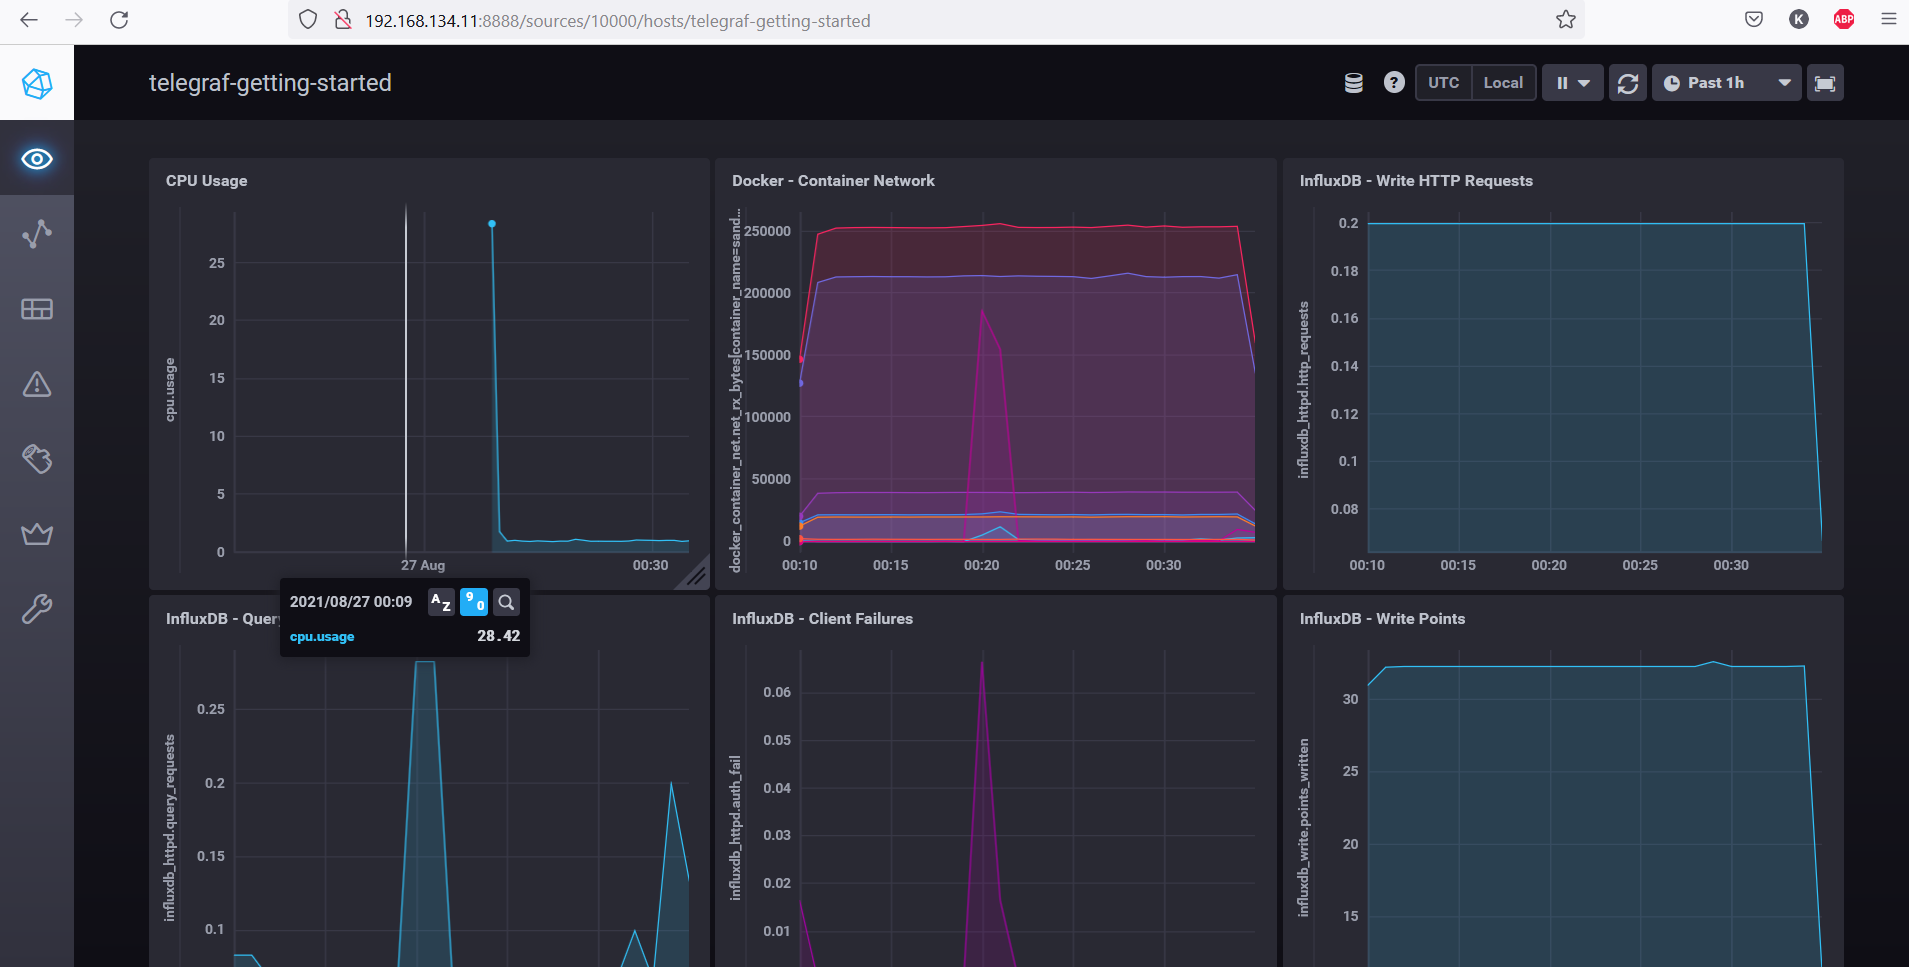 192.168.134.11:8888/sources/10000/hosts/telegraf-getting-started
K
ABP
telegraf-getting-started
?
UTC
Local
Past 1h
CPU Usage
cpu.usage
25
20
15
10
5
0
27 Aug
00:30
Docker - Container Network
docker_container_net.net_rx_bytes[container_name=sand...
250000
200000
150000
100000
50000
0
00:10
00:15
00:20
00:25
00:30
InfluxDB - Write HTTP Requests
influxdb_httpd.http_requests
0.2
0.18
0.16
0.14
0.12
0.1
0.08
00:10
00:15
00:20
00:25
00:30
2021/08/27 00:09
A Z
9 0
cpu.usage
28.42
InfluxDB - Quer
influxdb_httpd.query_requests
0.25
0.2
0.15
0.1
InfluxDB - Client Failures
influxdb_httpd.auth_fail
0.06
0.05
0.04
0.03
0.02
0.01
InfluxDB - Write Points
influxdb_write.points_written
30
25
20
15